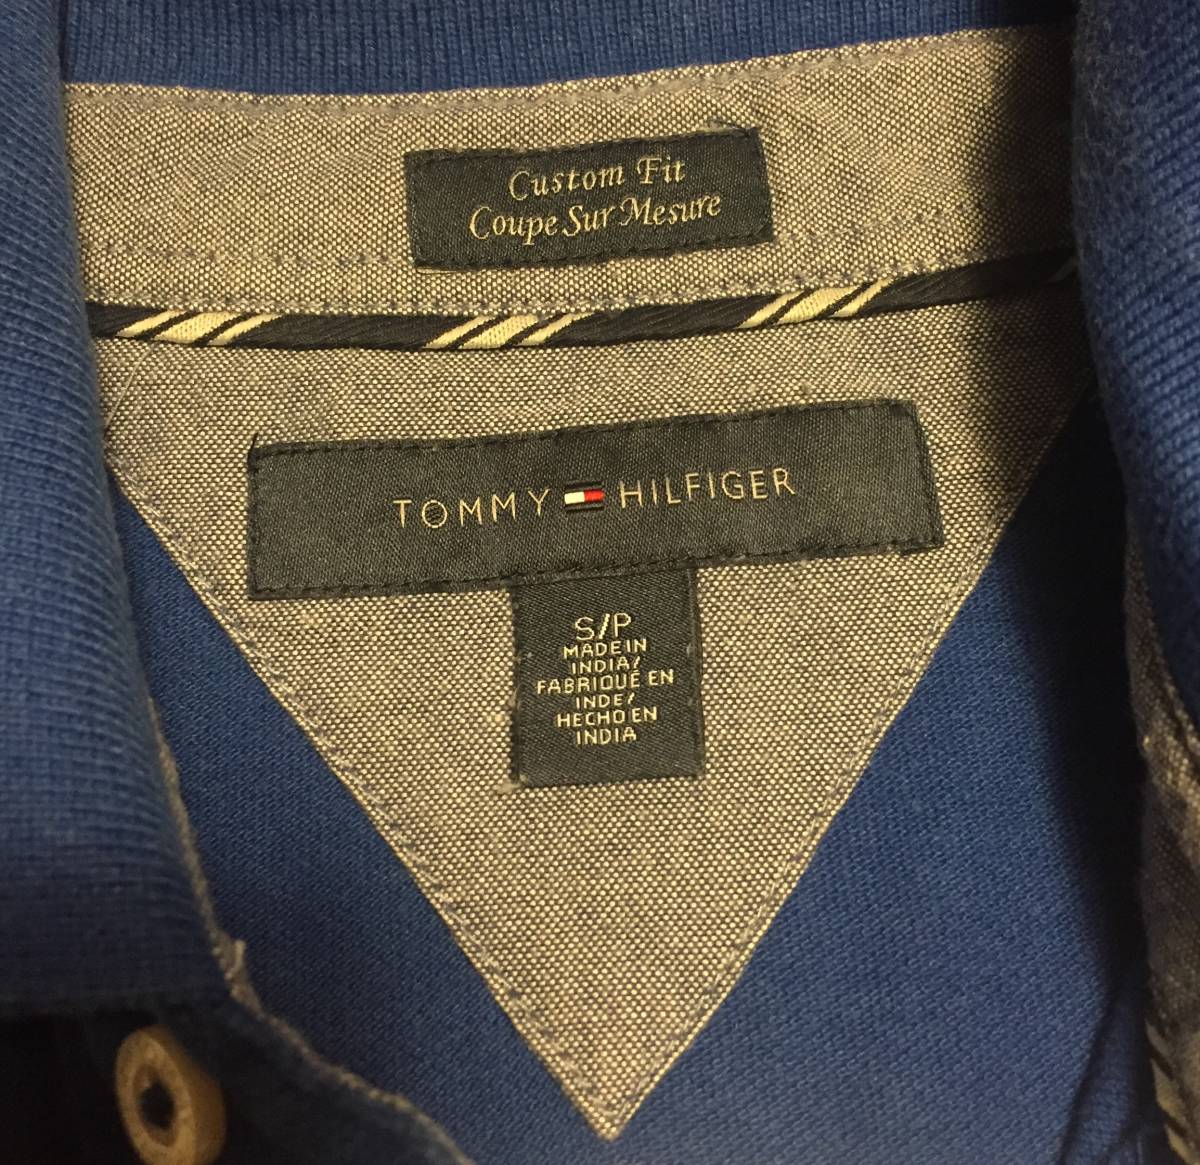 Custom Fit
Coupe Sur Mesure
TOMMY HILFIGER
S/P
MADE IN
INDIA/
FABRIQUÉ EN
INDE/
HECHO EN
INDIA